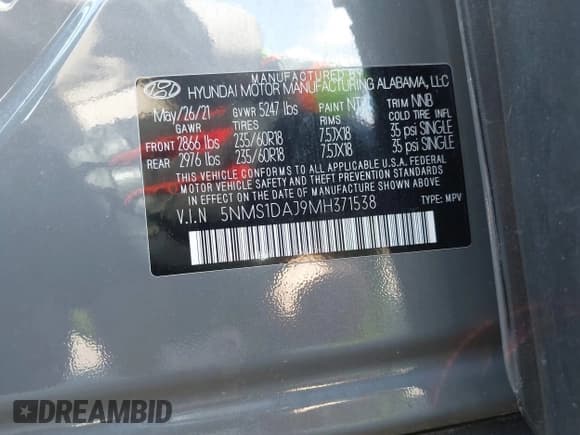 MANUFACTURED BY
HYUNDAI MOTOR MANUFACTURING ALABAMA, LLC
May/26/21 GVWR 5247 lbs PAINT TRIM NNB
GAWR TIRES RIMS COLD TIRE INFL
FRONT 2866 lbs 235/60R18 7.5JX18 35 psi SINGLE
REAR 2976 lbs 235/60R18 7.5JX18 35 psi SINGLE
THIS VEHICLE CONFORMS TO ALL APPLICABLE U.S.A. FEDERAL
MOTOR VEHICLE SAFETY, BUMPER, AND THEFT PREVENTION STANDARDS
IN EFFECT ON THE DATE OF MANUFACTURE SHOWN ABOVE.
V.I.N 5NMS1DAJ9MH371538 TYPE: MPV
DREAMBID